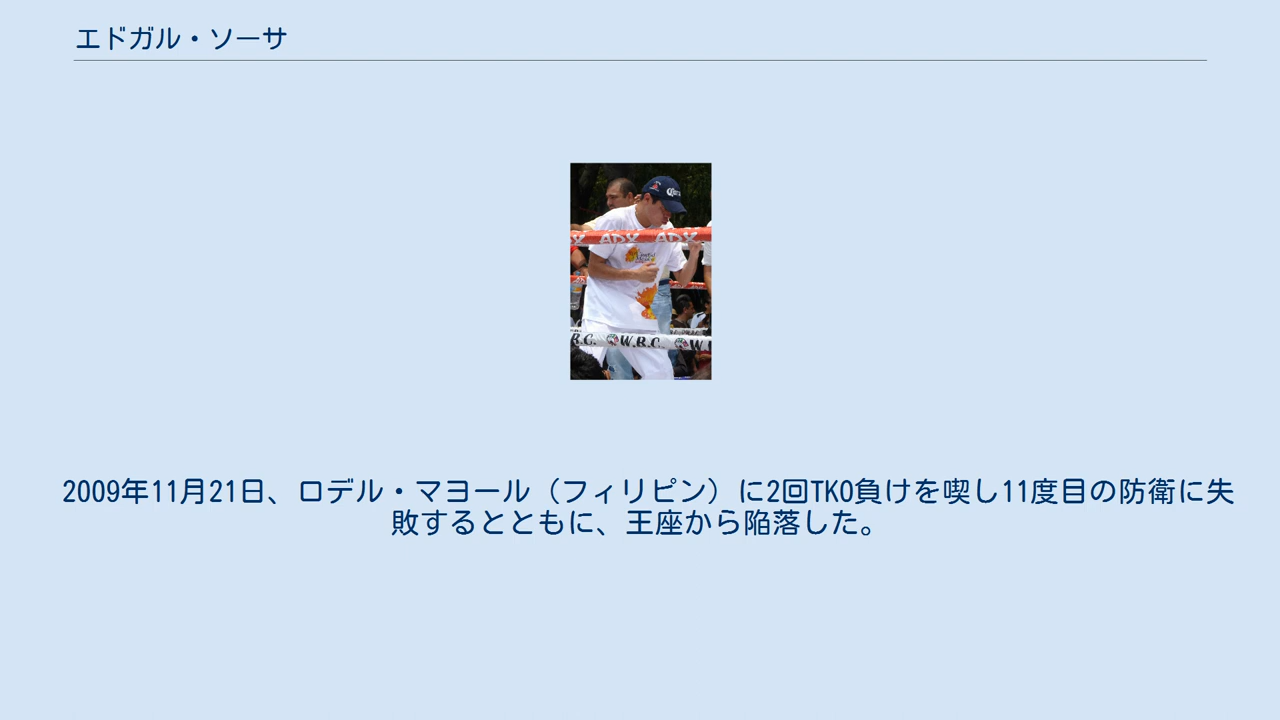 エドガル・ソーサ
ADX ADX
W.B.C.
2009年11月21日、ロデル・マヨール（フィリピン）に2回TKO負けを喫し11度目の防衛に失
敗するとともに、王座から陥落した。